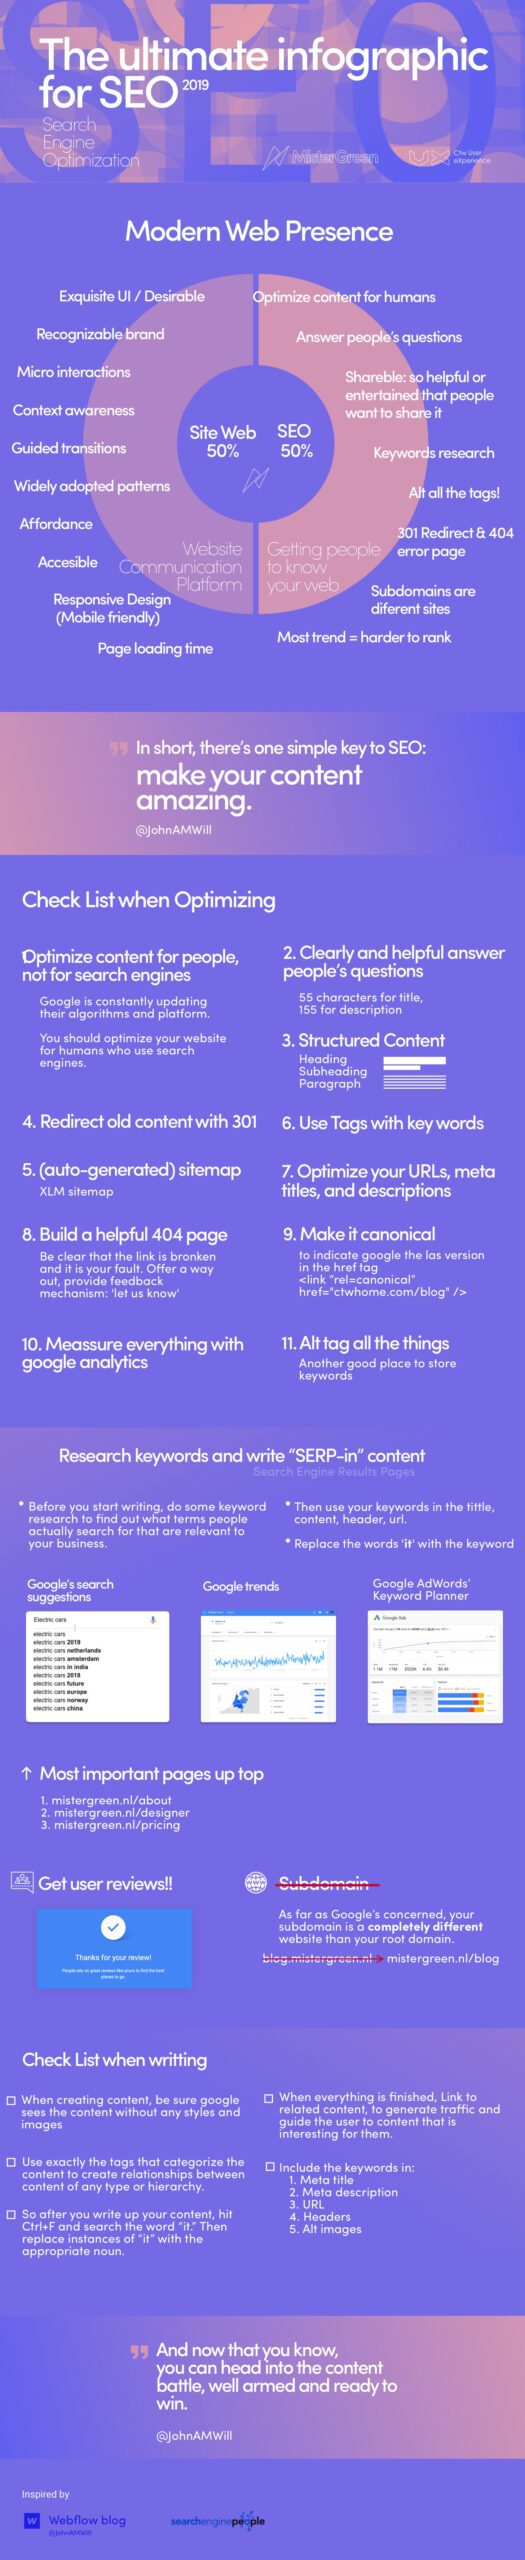 The ultimate infographic
for SEO 2019
Search
Engine
Optimization
MisterGreen
Ctw User
eXperience
Modern Web Presence
Exquisite UI / Desirable
Recognizable brand
Micro interactions
Context awareness
Guided transitions
Widely adopted patterns
Affordance
Accesible
Responsive Design
(Mobile friendly)
Page loading time
Site Web
50%
SEO
50%
Website
Communication
Platform
Getting people
to know
your web
Optimize content for humans
Answer people's questions
Shareble: so helpful or
entertained that people
want to share it
Keywords research
Alt all the tags!
301 Redirect & 404
error page
Subdomains are
diferent sites
Most trend = harder to rank
In short, there's one simple key to SEO:
make your content
amazing.
@JohnAMWill
Check List when Optimizing
1. Optimize content for people,
not for search engines
Google is constantly updating
their algorithms and platform.
You should optimize your website
for humans who use search
engines.
2. Clearly and helpful answer
people's questions
55 characters for title,
155 for description
3. Structured Content
Heading
Subheading
Paragraph
4. Redirect old content with 301
5. (auto-generated) sitemap
XLM sitemap
6. Use Tags with key words
7. Optimize your URLs, meta
titles, and descriptions
8. Build a helpful 404 page
Be clear that the link is bronken
and it is your fault. Offer a way
out, provide feedback
mechanism: 'let us know'
9. Make it canonical
to indicate google the las version
in the href tag
<link "rel=canonical"
href="ctwhome.com/blog" />
10. Meassure everything with
google analytics
11. Alt tag all the things
Another good place to store
keywords
Research keywords and write "SERP-in" content
Search Engine Results Pages
Before you start writing, do some keyword
research to find out what terms people
actually search for that are relevant to
your business.
Then use your keywords in the tittle,
content, header, url.
Replace the words 'it' with the keyword
Google's search
suggestions
Electric cars
electric cars
electric cars 2019
electric cars netherlands
electric cars amsterdam
electric cars in india
electric cars 2018
electric cars future
electric cars europe
electric cars norway
electric cars china
Google trends
Google AdWords'
Keyword Planner
Google Ads
1.1M 17M $520K 6.4% $0.46
Most important pages up top
1. mistergreen.nl/about
2. mistergreen.nl/designer
3. mistergreen.nl/pricing
Get user reviews!!
Thanks for your review!
People rely on great reviews like yours to find the best
places to go.
Subdomain
As far as Google's concerned, your
subdomain is a completely different
website than your root domain.
blog.mistergreen.nl → mistergreen.nl/blog
Check List when writting
When creating content, be sure google
sees the content without any styles and
images
Use exactly the tags that categorize the
content to create relationships between
content of any type or hierarchy.
So after you write up your content, hit
Ctrl+F and search the word "it." Then
replace instances of "it" with the
appropriate noun.
When everything is finished, Link to
related content, to generate traffic and
guide the user to content that is
interesting for them.
Include the keywords in:
1. Meta title
2. Meta description
3. URL
4. Headers
5. Alt images
And now that you know,
you can head into the content
battle, well armed and ready to
win.
@JohnAMWill
Inspired by
Webflow blog
@JohnAMWill
searchenginepeople